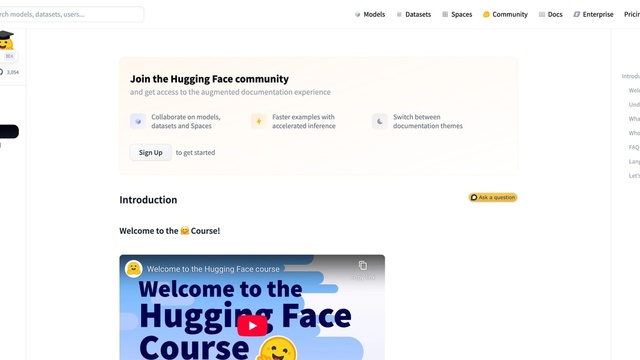 rch models, datasets, users...
Models
Datasets
Spaces
Community
Docs
Enterprise
Pricin
⌘K
3,054
Join the Hugging Face community
and get access to the augmented documentation experience
Collaborate on models,
datasets and Spaces
Faster examples with
accelerated inference
Switch between
documentation themes
Sign Up to get started
Introduction
Ask a question
Welcome to the 🤗 Course!
Welcome to the Hugging Face course
Welcome to the
Hugging Face
Course
Introdu
Welc
Und
Wha
Who
FAQ
Lang
Let's